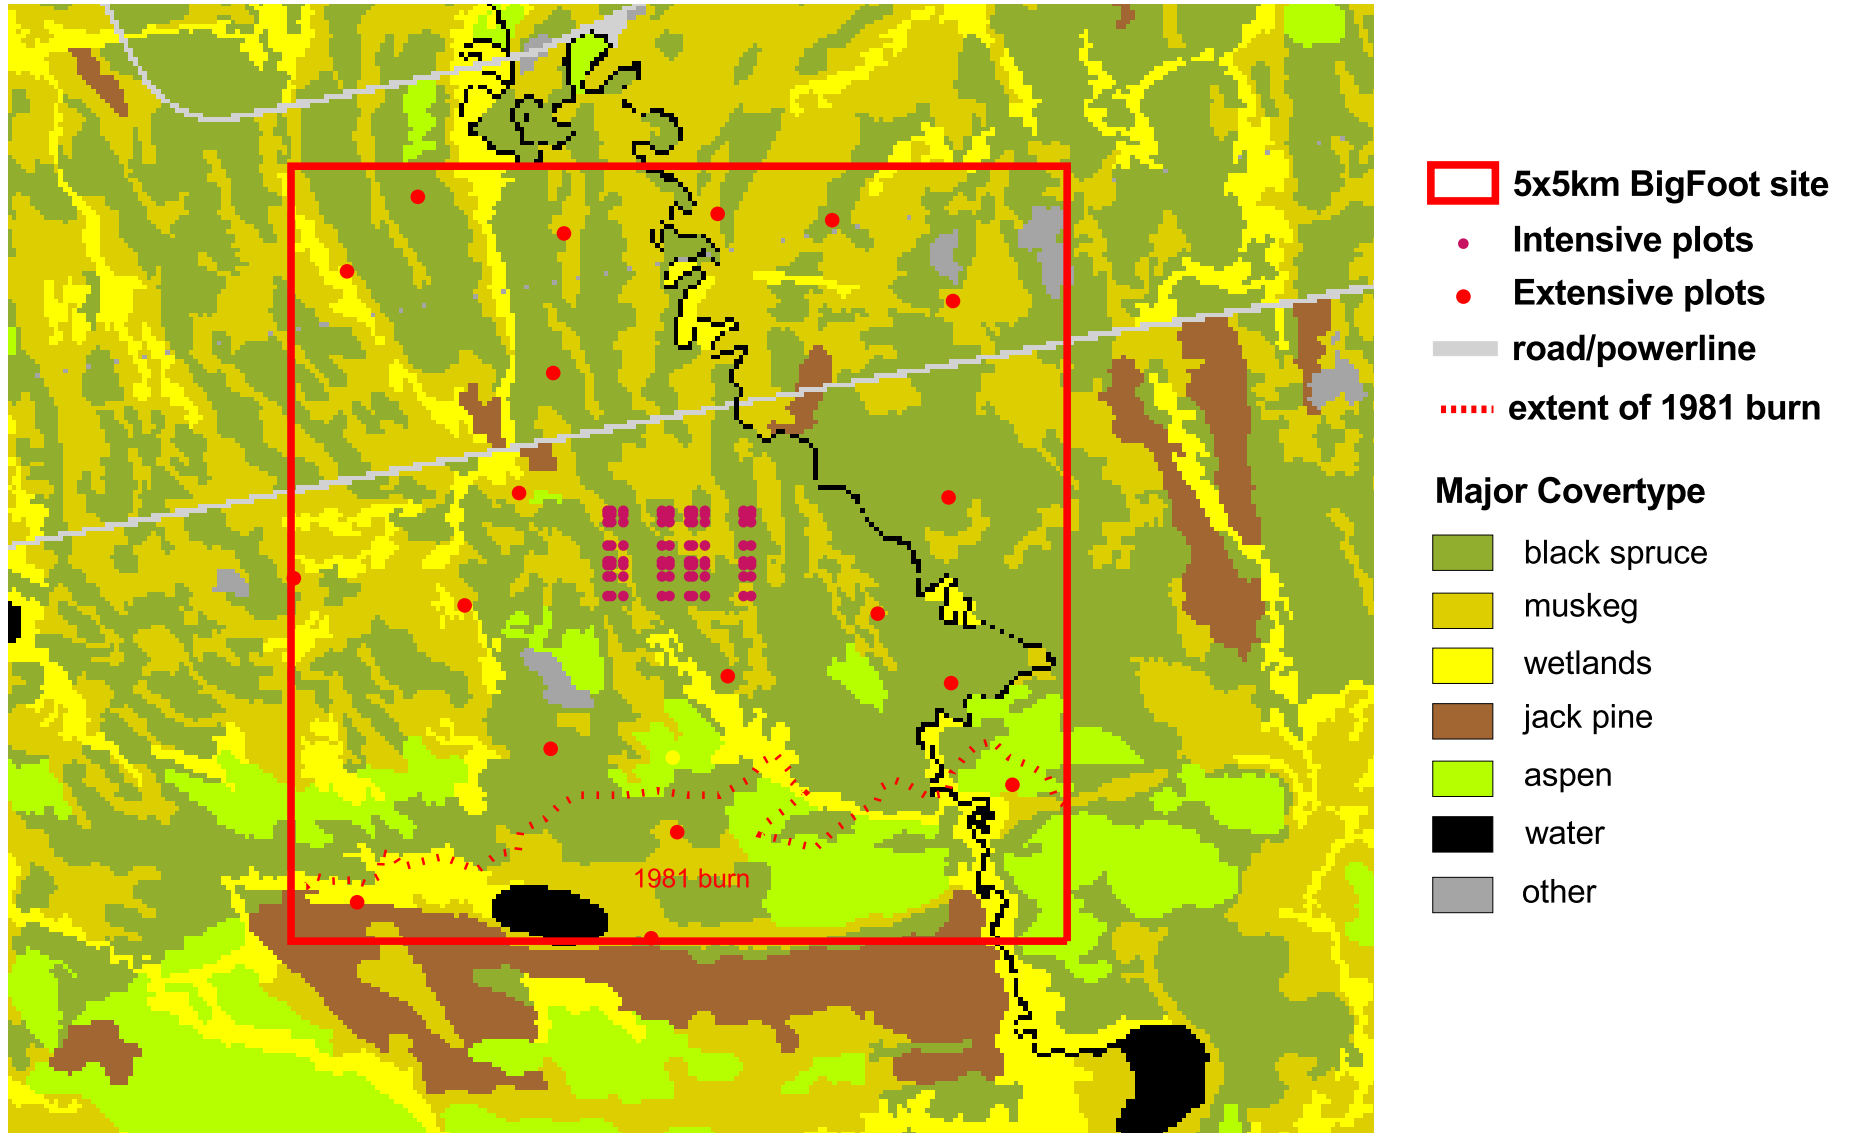 5x5km BigFoot site
Intensive plots
Extensive plots
road/powerline
extent of 1981 burn
Major Covertype
black spruce
muskeg
wetlands
jack pine
aspen
water
other
1981 burn